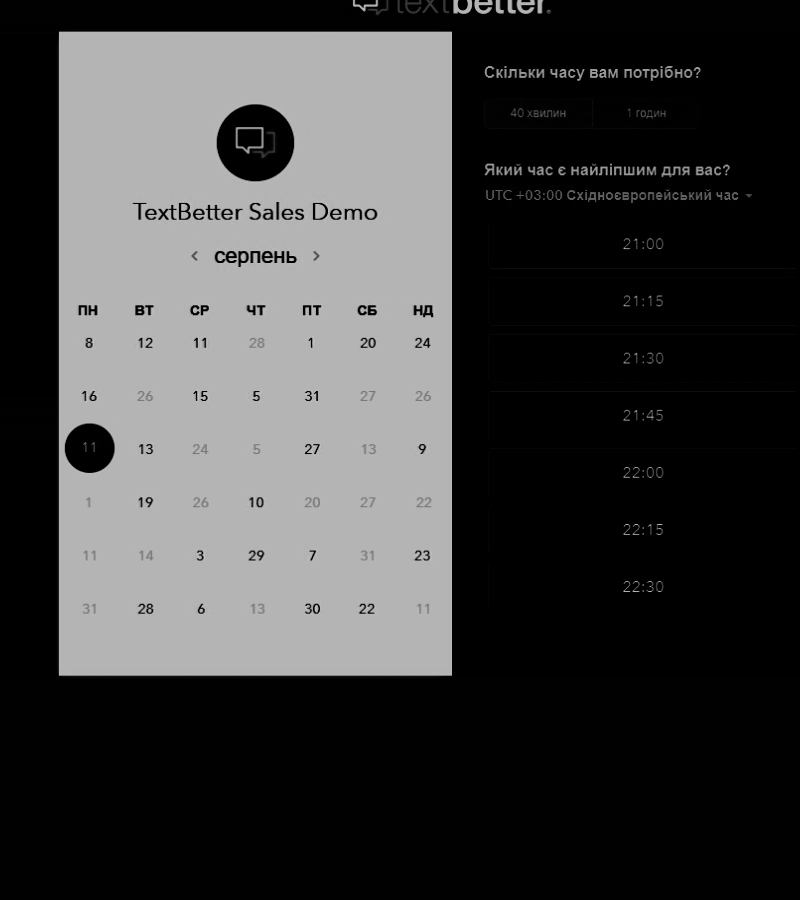 textbetter.
TextBetter Sales Demo
< серпень >
ПН ВТ СР ЧТ ПТ СБ НД
8 12 11 28 1 20 24
16 26 15 5 31 27 26
11 13 24 5 27 13 9
1 19 26 10 20 27 22
11 14 3 29 7 31 23
31 28 6 13 30 22 11
Скільки часу вам потрібно?
40 хвилин 1 годин
Який час є найліпшим для вас?
UTC +03:00 Східноєвропейський час
21:00
21:15
21:30
21:45
22:00
22:15
22:30